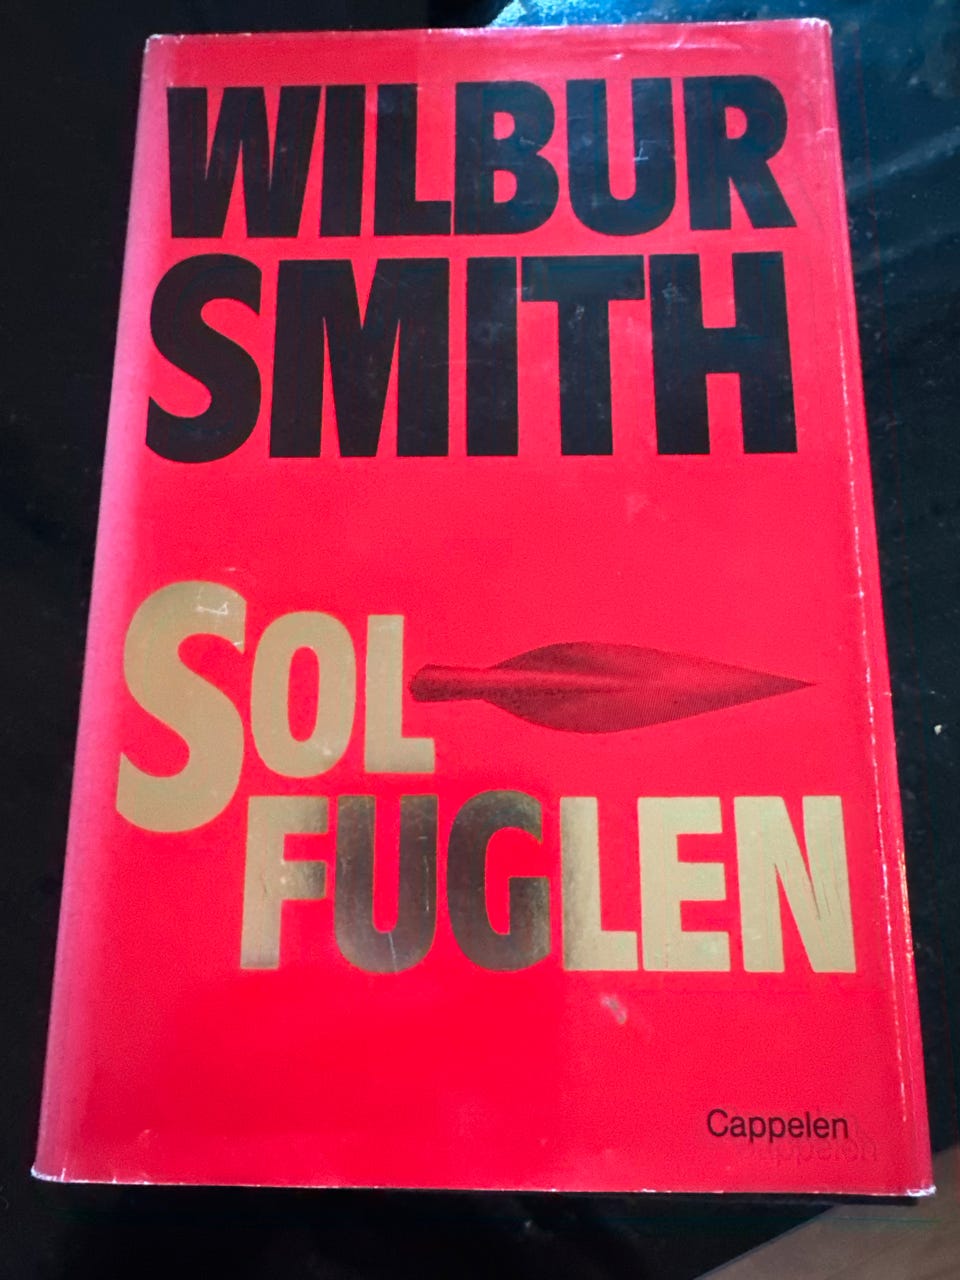 WILBUR
SMITH
SOL
FUGLEN
Cappelen